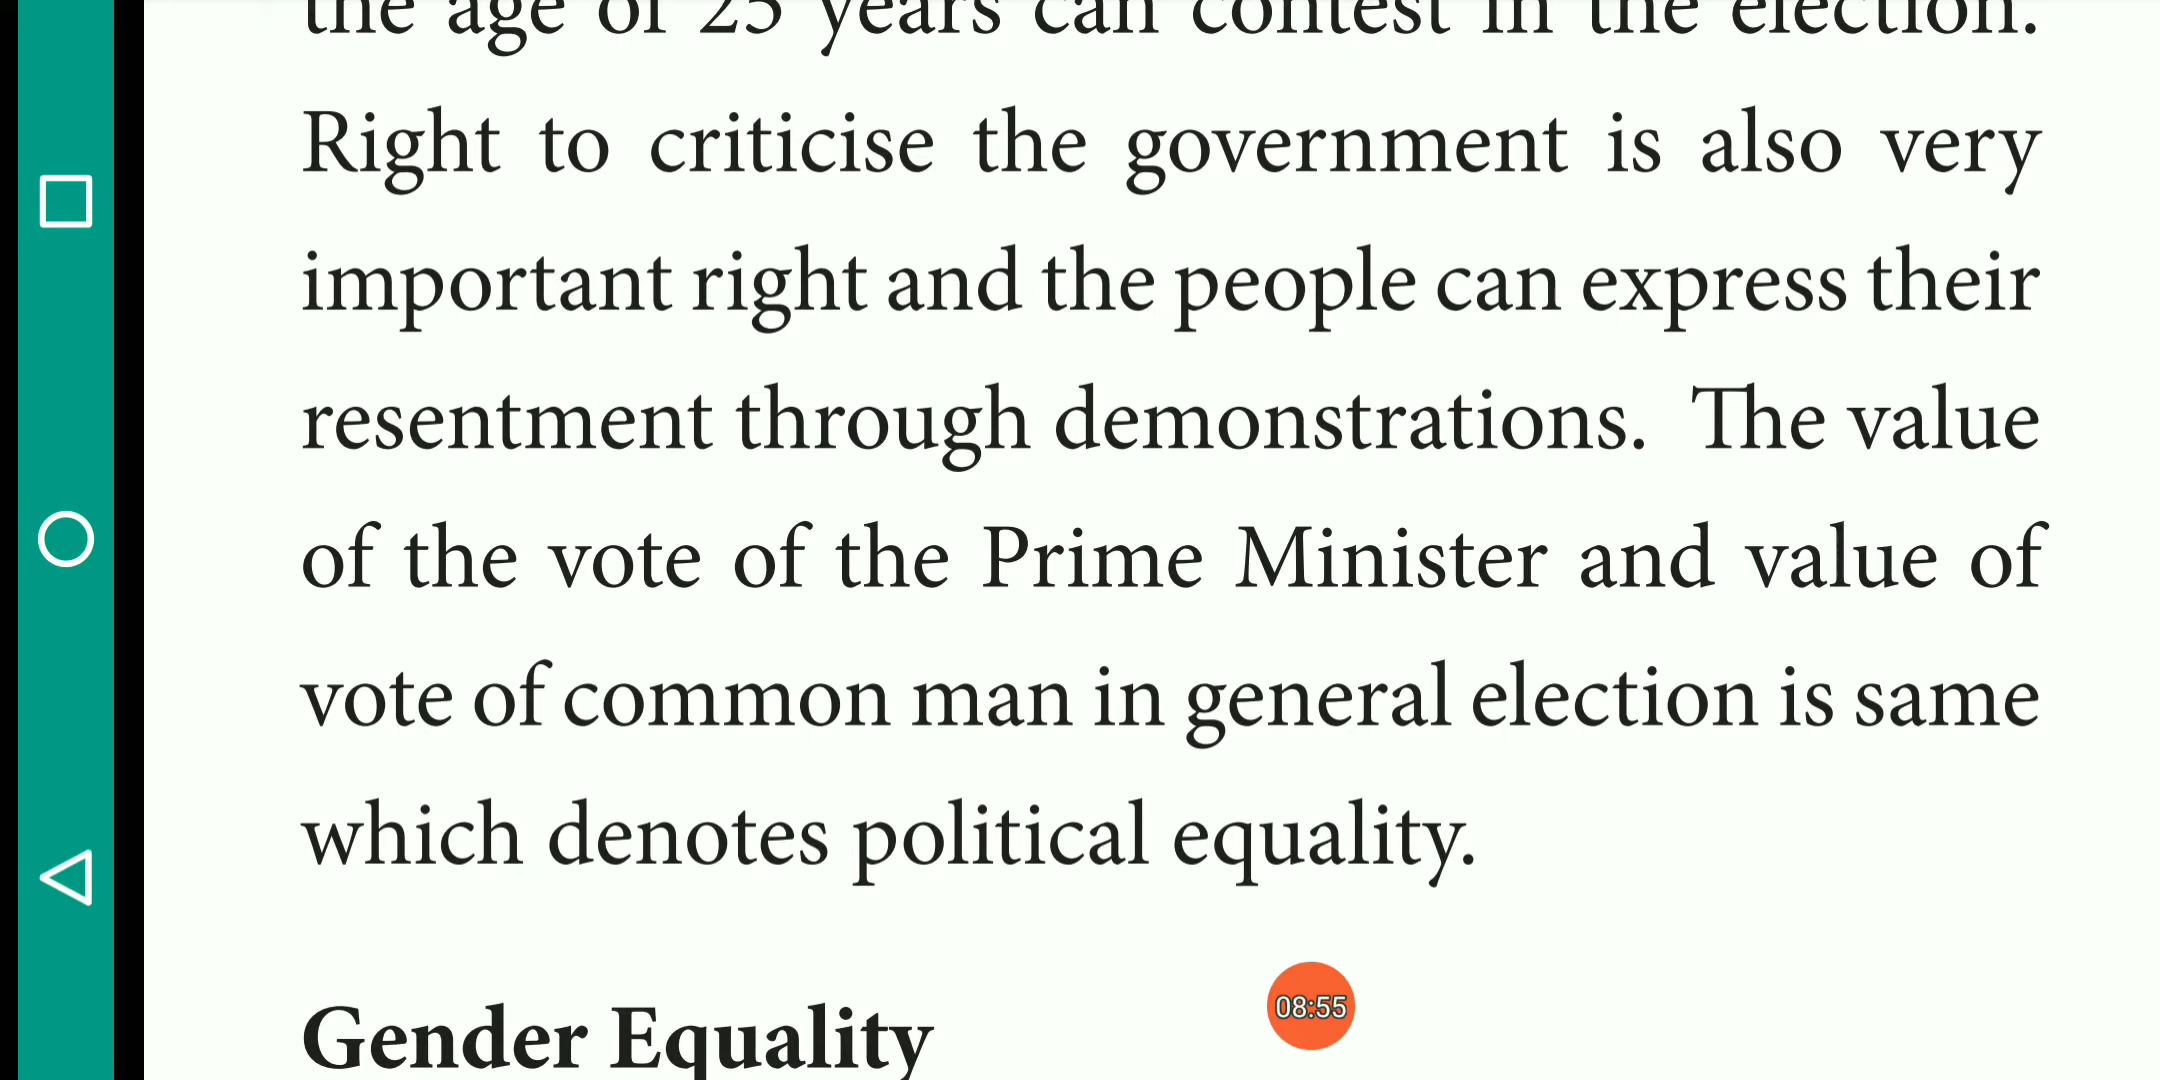 the age of 25 years can contest in the election.
Right to criticise the government is also very
important right and the people can express their
resentment through demonstrations. The value
of the vote of the Prime Minister and value of
vote of common man in general election is same
which denotes political equality.
Gender Equality
08:55